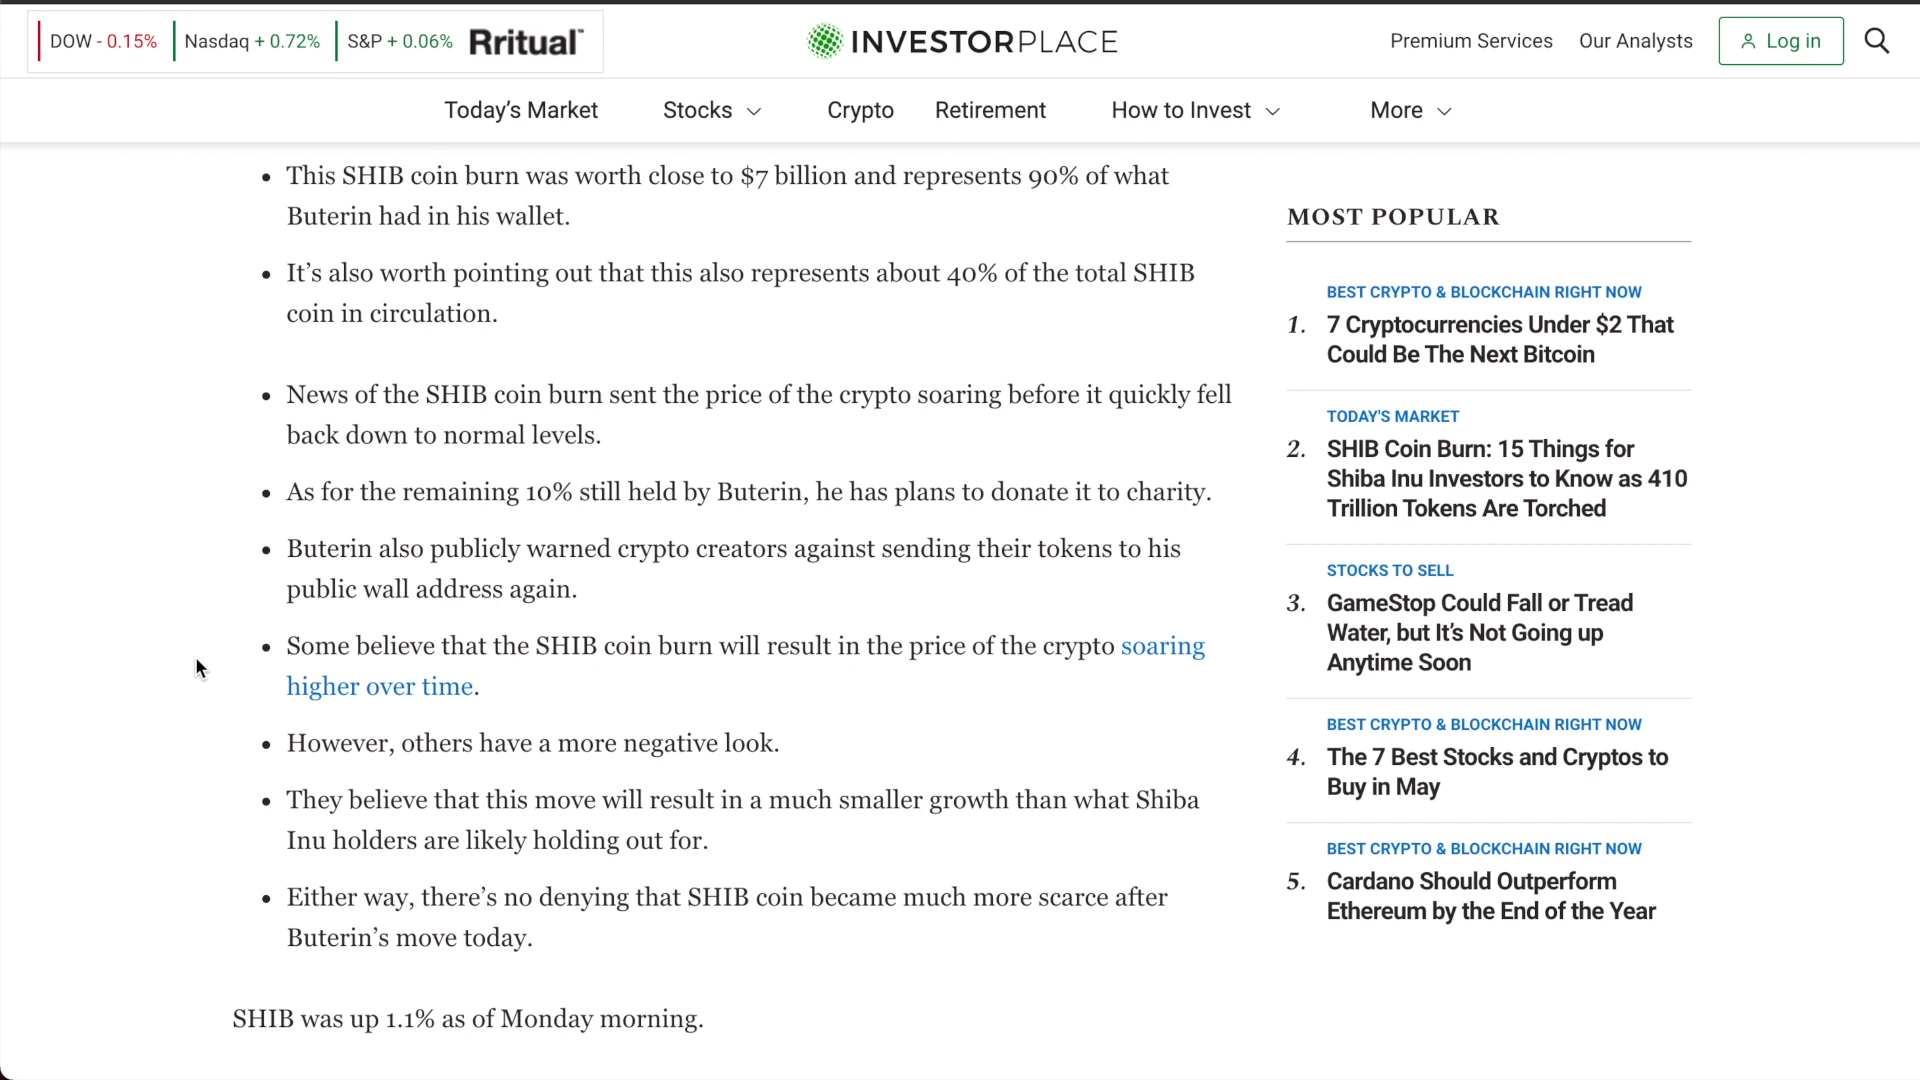 DOW - 0.15% Nasdaq + 0.72% S&P + 0.06% Rritual™
INVESTORPLACE
Premium Services Our Analysts Log in
Today’s Market Stocks Crypto Retirement How to Invest More
• This SHIB coin burn was worth close to $7 billion and represents 90% of what
Buterin had in his wallet.
• It’s also worth pointing out that this also represents about 40% of the total SHIB
coin in circulation.
• News of the SHIB coin burn sent the price of the crypto soaring before it quickly fell
back down to normal levels.
• As for the remaining 10% still held by Buterin, he has plans to donate it to charity.
• Buterin also publicly warned crypto creators against sending their tokens to his
public wall address again.
• Some believe that the SHIB coin burn will result in the price of the crypto soaring
higher over time.
• However, others have a more negative look.
• They believe that this move will result in a much smaller growth than what Shiba
Inu holders are likely holding out for.
• Either way, there’s no denying that SHIB coin became much more scarce after
Buterin’s move today.
SHIB was up 1.1% as of Monday morning.
MOST POPULAR
BEST CRYPTO & BLOCKCHAIN RIGHT NOW
1. 7 Cryptocurrencies Under $2 That
Could Be The Next Bitcoin
TODAY'S MARKET
2. SHIB Coin Burn: 15 Things for
Shiba Inu Investors to Know as 410
Trillion Tokens Are Torched
STOCKS TO SELL
3. GameStop Could Fall or Tread
Water, but It’s Not Going up
Anytime Soon
BEST CRYPTO & BLOCKCHAIN RIGHT NOW
4. The 7 Best Stocks and Cryptos to
Buy in May
BEST CRYPTO & BLOCKCHAIN RIGHT NOW
5. Cardano Should Outperform
Ethereum by the End of the Year